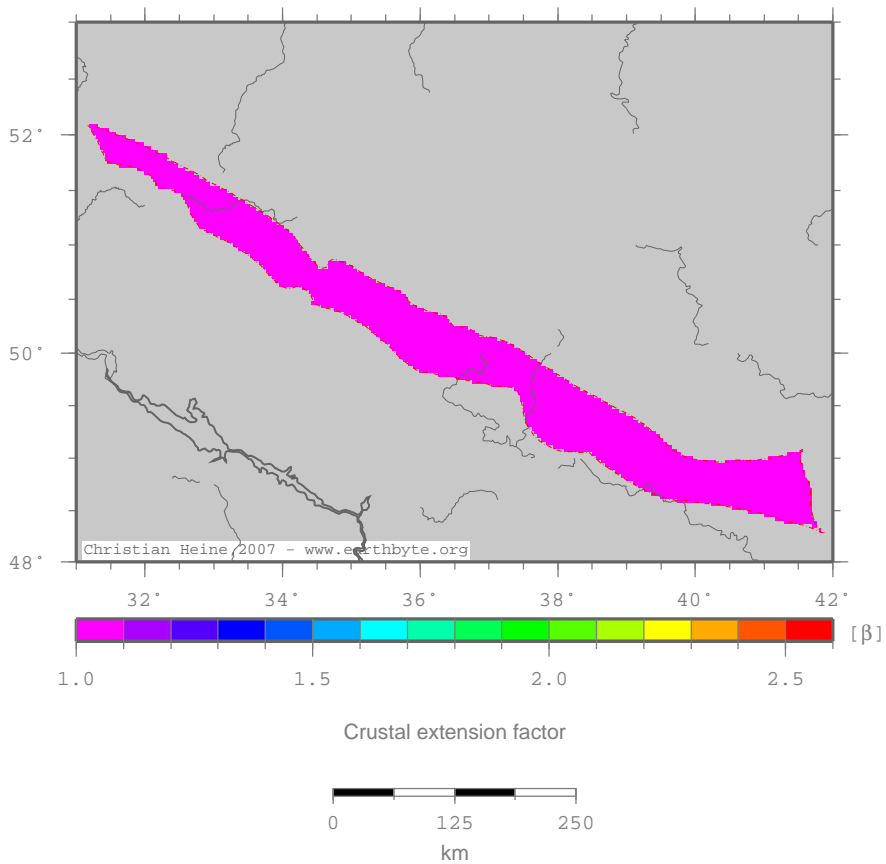 52°
50°
48°
Christian Heine 2007 - www.earthbyte.org
32° 34° 36° 38° 40° 42°
[β]
1.0 1.5 2.0 2.5
Crustal extension factor
0 125 250
km